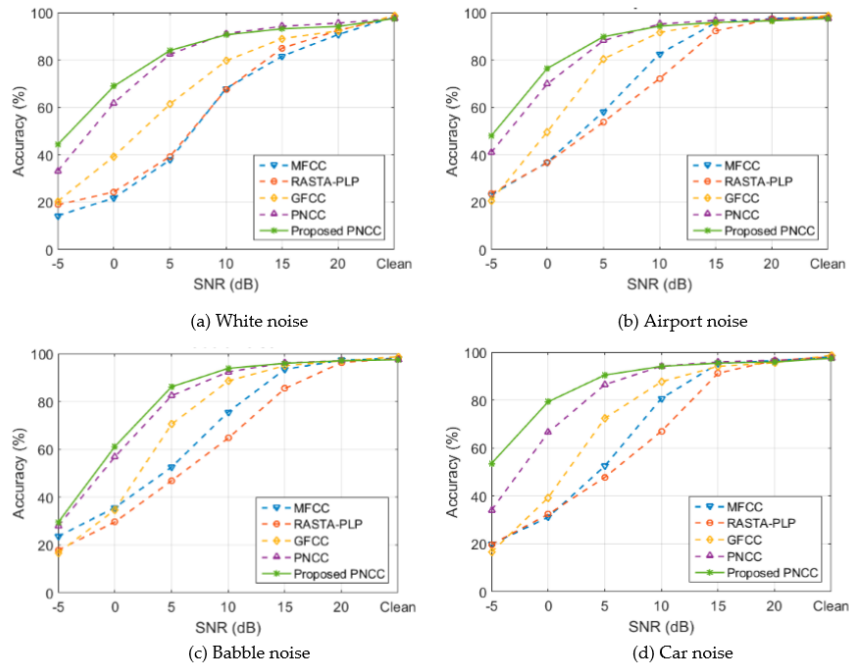 100
80
60
40
20
0
Accuracy (%)
MFCC
RASTA-PLP
GFCC
PNCC
Proposed PNCC
-5 0 5 10 15 20 Clean
SNR (dB)
(a) White noise
100
80
60
40
20
0
Accuracy (%)
MFCC
RASTA-PLP
GFCC
PNCC
Proposed PNCC
-5 0 5 10 15 20 Clean
SNR (dB)
(b) Airport noise
100
80
60
40
20
0
Accuracy (%)
MFCC
RASTA-PLP
GFCC
PNCC
Proposed PNCC
-5 0 5 10 15 20 Clean
SNR (dB)
(c) Babble noise
100
80
60
40
20
0
Accuracy (%)
MFCC
RASTA-PLP
GFCC
PNCC
Proposed PNCC
-5 0 5 10 15 20 Clean
SNR (dB)
(d) Car noise